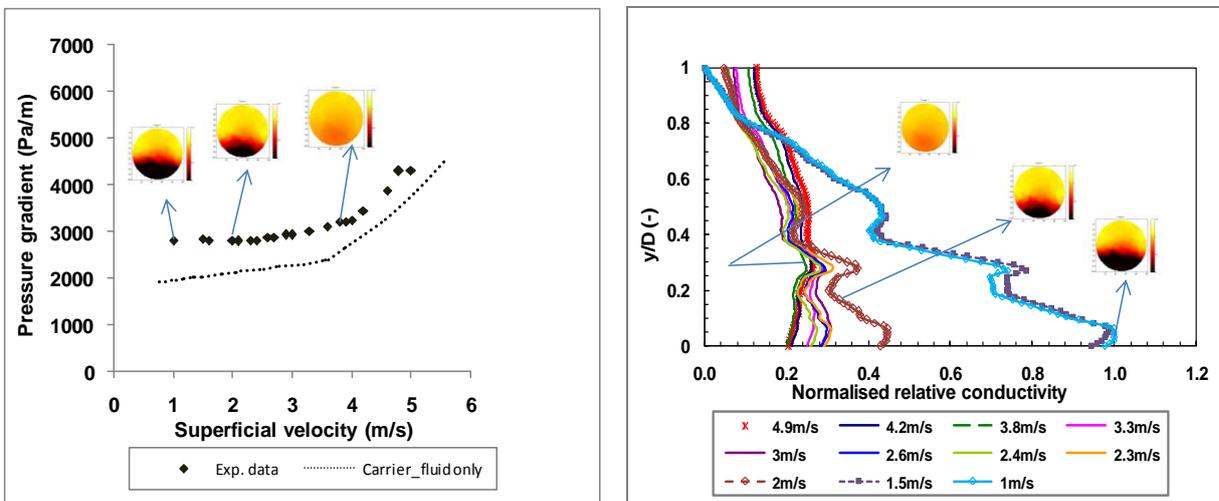 7000
6000
5000
4000
3000
2000
1000
0
Pressure gradient (Pa/m)
0 1 2 3 4 5 6
Superficial velocity (m/s)
Exp. data Carrier_fluid only
1
0.8
0.6
0.4
0.2
0
y/D (-)
0.0 0.2 0.4 0.6 0.8 1.0 1.2
Normalised relative conductivity
4.9m/s 4.2m/s 3.8m/s 3.3m/s
3m/s 2.6m/s 2.4m/s 2.3m/s
2m/s 1.5m/s 1m/s